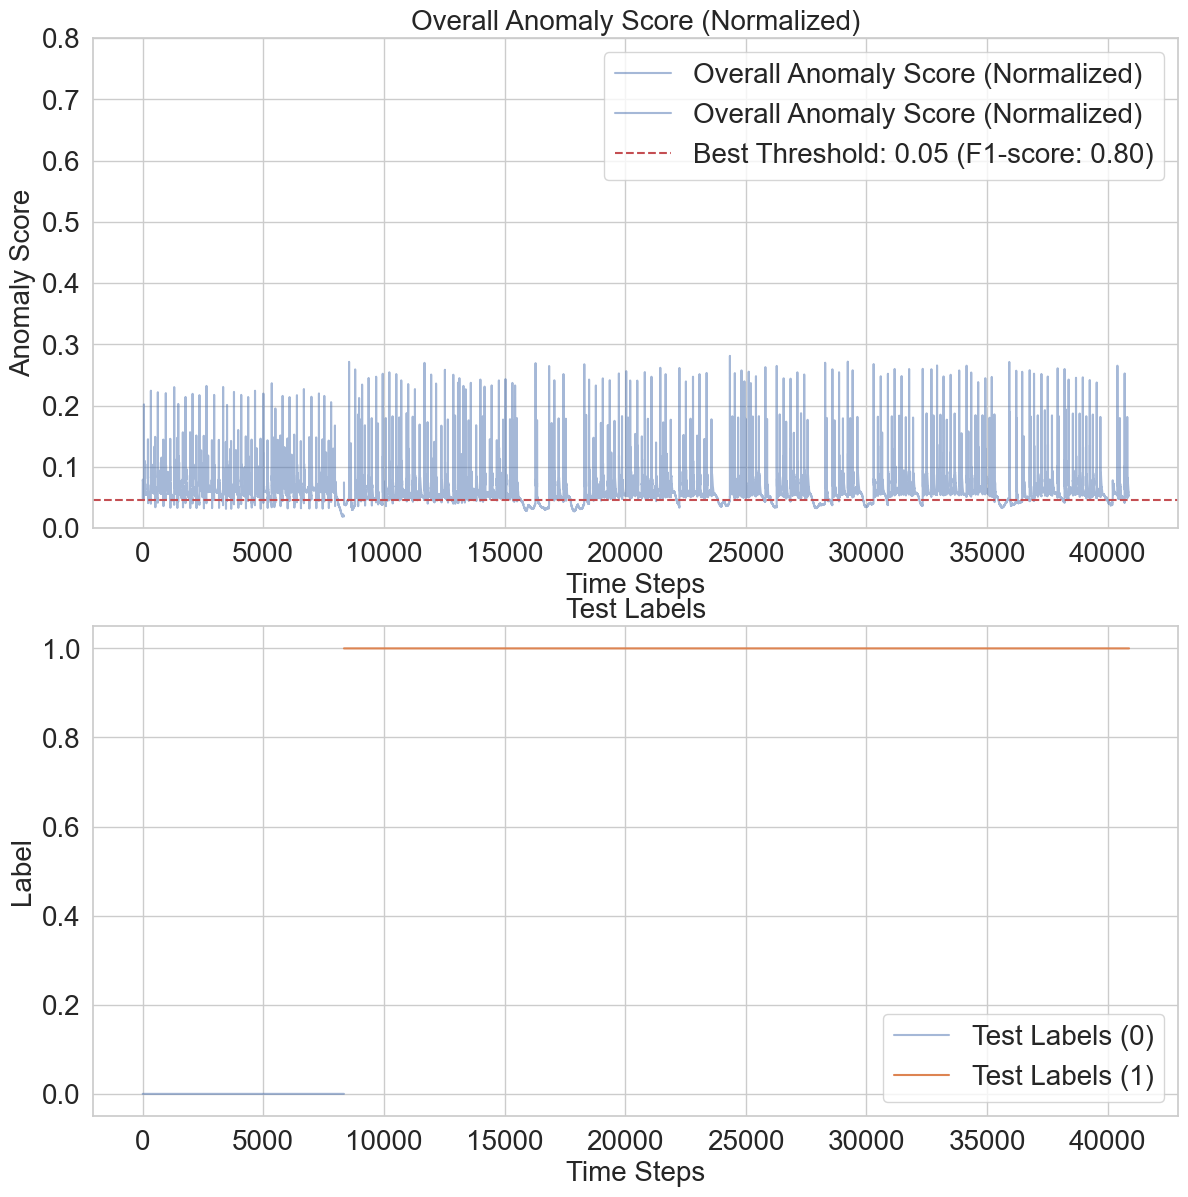 Overall Anomaly Score (Normalized)
0.8
0.7
0.6
0.5
0.4
0.3
0.2
0.1
0.0
Anomaly Score
Overall Anomaly Score (Normalized)
Overall Anomaly Score (Normalized)
Best Threshold: 0.05 (F1-score: 0.80)
0 5000 10000 15000 20000 25000 30000 35000 40000
Time Steps
Test Labels
1.0
0.8
0.6
0.4
0.2
0.0
Label
Test Labels (0)
Test Labels (1)
0 5000 10000 15000 20000 25000 30000 35000 40000
Time Steps